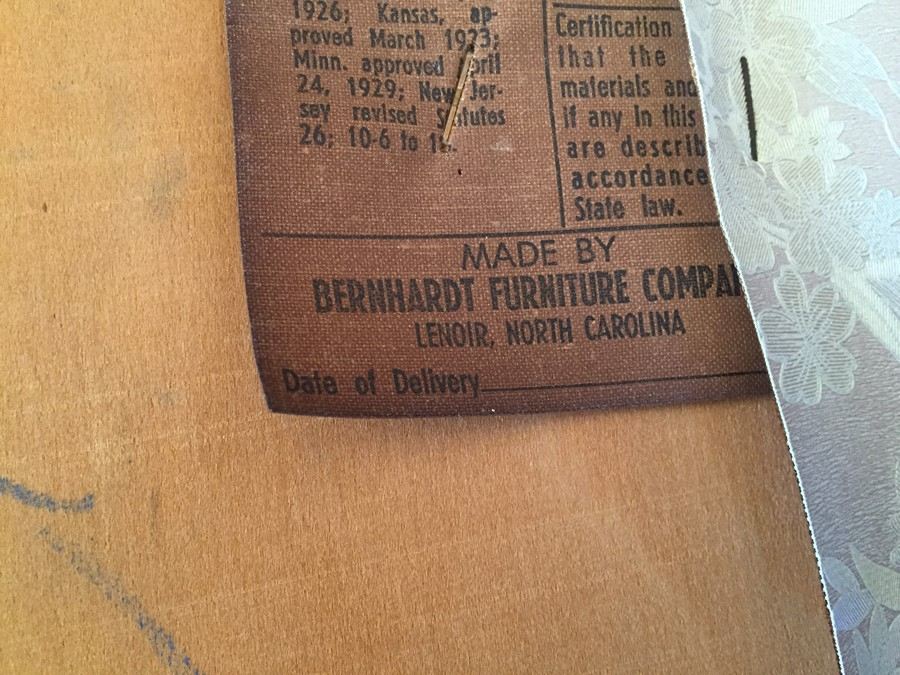 1926; Kansas, ap-
proved March 1923;
Minn. approved April
24, 1929; New Jer-
sey revised Statutes
26; 10-6 to
Certification
that the
materials and
if any in this
are describ
accordance
State law.
MADE BY
BERNHARDT FURNITURE COMPAN
LENOIR, NORTH CAROLINA
Date of Delivery